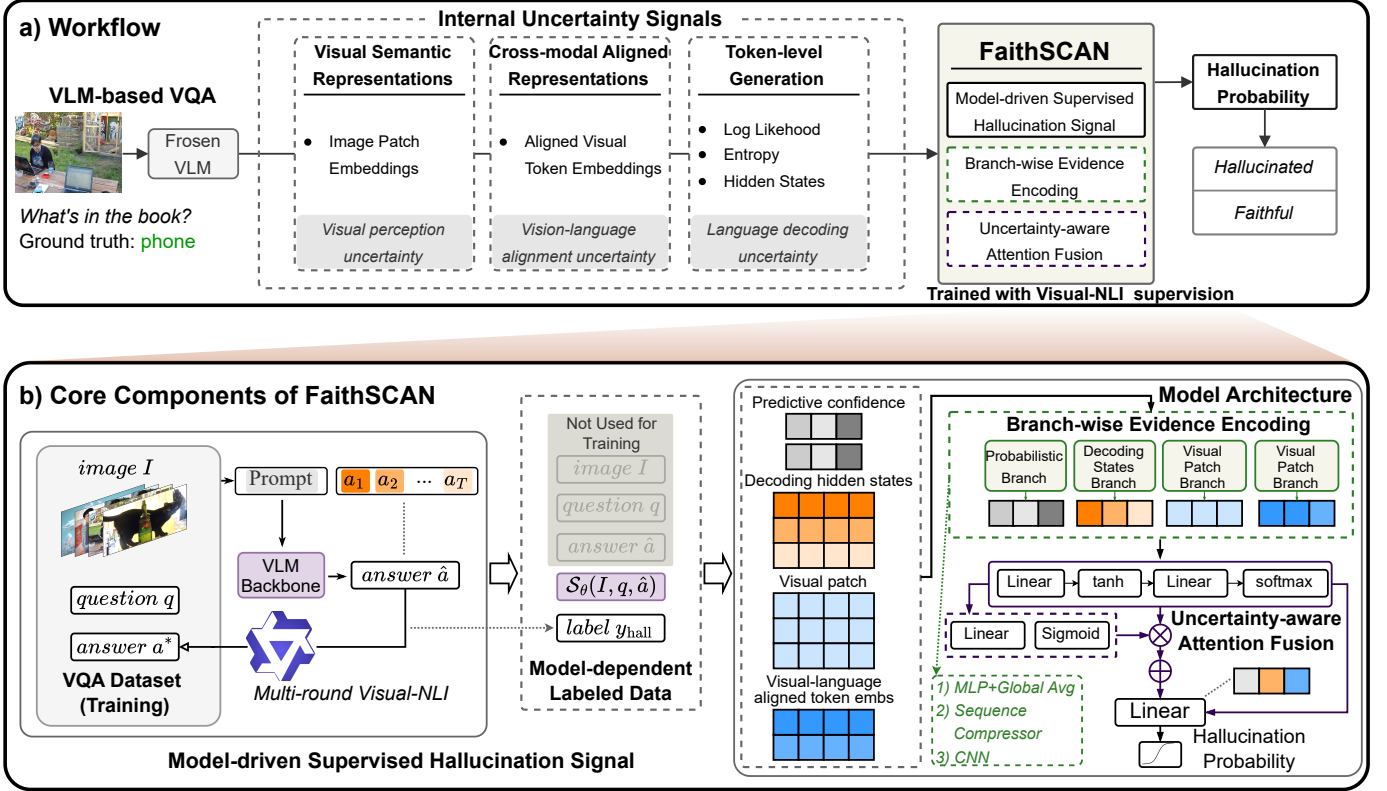 a) Workflow
Internal Uncertainty Signals
VLM-based VQA
Frosen
VLM
What's in the book?
Ground truth: phone
Visual Semantic
Representations
Image Patch
Embeddings
Visual perception
uncertainty
Cross-modal Aligned
Representations
Aligned Visual
Token Embeddings
Vision-language
alignment uncertainty
Token-level
Generation
Log Likehood
Entropy
Hidden States
Language decoding
uncertainty
FaithSCAN
Model-driven Supervised
Hallucination Signal
Branch-wise Evidence
Encoding
Uncertainty-aware
Attention Fusion
Trained with Visual-NLI supervision
Hallucination
Probability
Hallucinated
Faithful
b) Core Components of FaithSCAN
image I
question q
answer a*
VQA Dataset
(Training)
Prompt
a_1 a_2 ... a_T
VLM
Backbone
answer â
Multi-round Visual-NLI
Model-driven Supervised Hallucination Signal
Not Used for
Training
image I
question q
answer â
S_θ(I, q, â)
label y_hall
Model-dependent
Labeled Data
Predictive confidence
Decoding hidden states
Visual patch
Visual-language
aligned token embs
Model Architecture
Branch-wise Evidence Encoding
Probabilistic
Branch
Decoding
States
Branch
Visual
Patch
Branch
Visual
Patch
Branch
Linear
tanh
Linear
softmax
Linear
Sigmoid
Uncertainty-aware
Attention Fusion
1) MLP+Global Avg
2) Sequence
Compressor
3) CNN
Linear
Hallucination
Probability